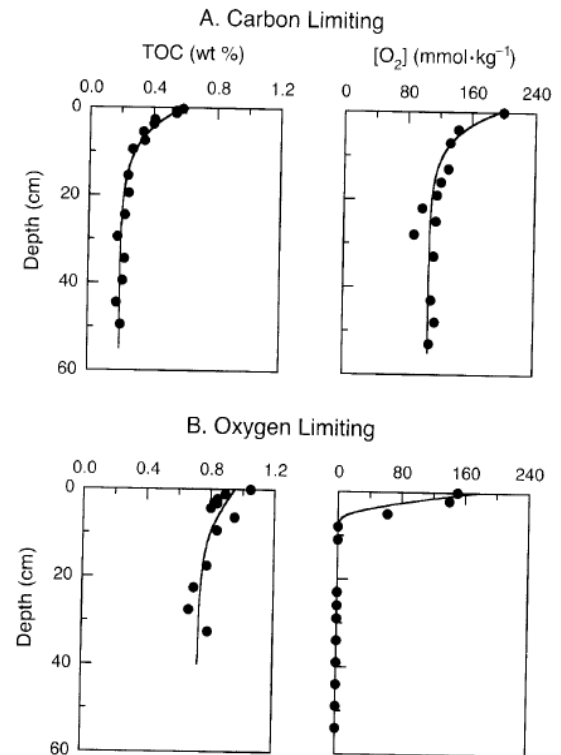 A. Carbon Limiting
TOC (wt %)
[O₂] (mmol·kg⁻¹)
0.0 0.4 0.8 1.2
0 80 160 240
0
20
40
60
Depth (cm)
B. Oxygen Limiting
0.0 0.4 0.8 1.2
0 80 160 240
0
20
40
60
Depth (cm)